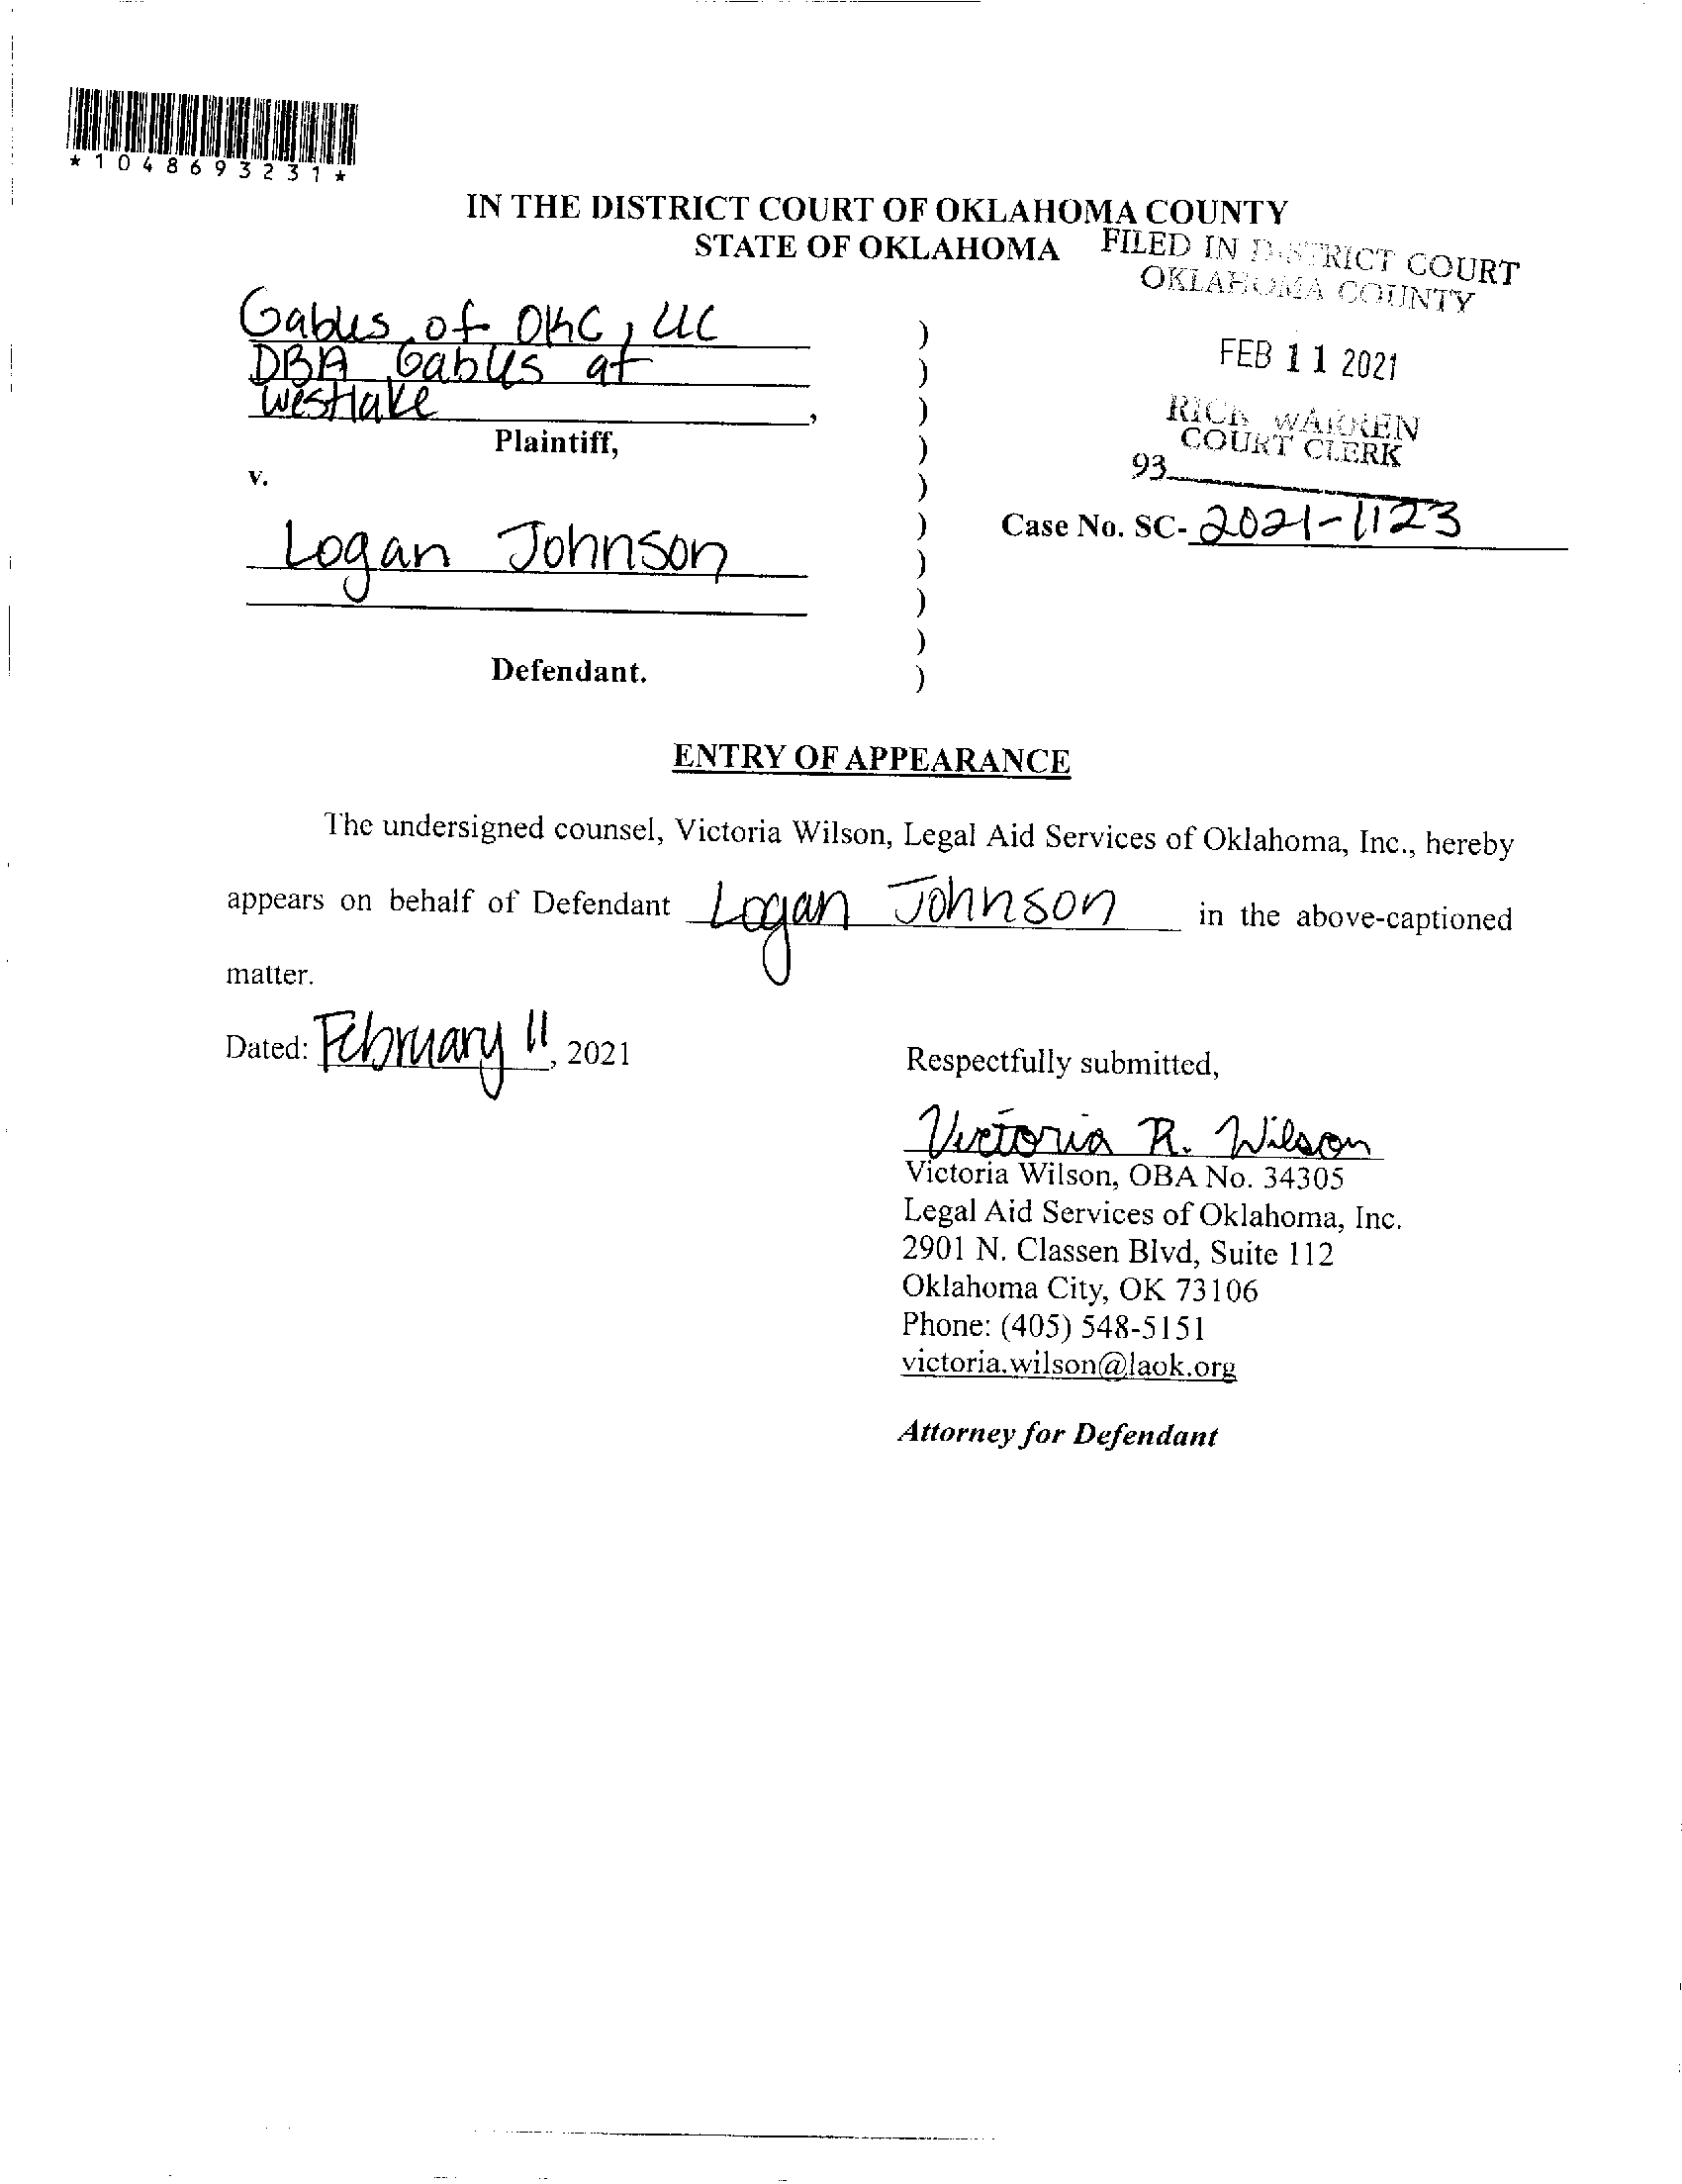 *1048693231*
IN THE DISTRICT COURT OF OKLAHOMA COUNTY
STATE OF OKLAHOMA
FILED IN DISTRICT COURT
OKLAHOMA COUNTY
FEB 11 2021
RICK WARREN
COURT CLERK
93
Gables of OKC, LLC )
DBA Gables at )
Westlake , )
Plaintiff, )
v. )
Case No. SC- 2021-1123 )
Logan Johnson )
)
)
Defendant. )
ENTRY OF APPEARANCE
The undersigned counsel, Victoria Wilson, Legal Aid Services of Oklahoma, Inc., hereby
appears on behalf of Defendant Logan Johnson in the above-captioned
matter.
Dated: February 11, 2021
Respectfully submitted,
Victoria R. Wilson
Victoria Wilson, OBA No. 34305
Legal Aid Services of Oklahoma, Inc.
2901 N. Classen Blvd, Suite 112
Oklahoma City, OK 73106
Phone: (405) 548-5151
victoria.wilson@laok.org
Attorney for Defendant